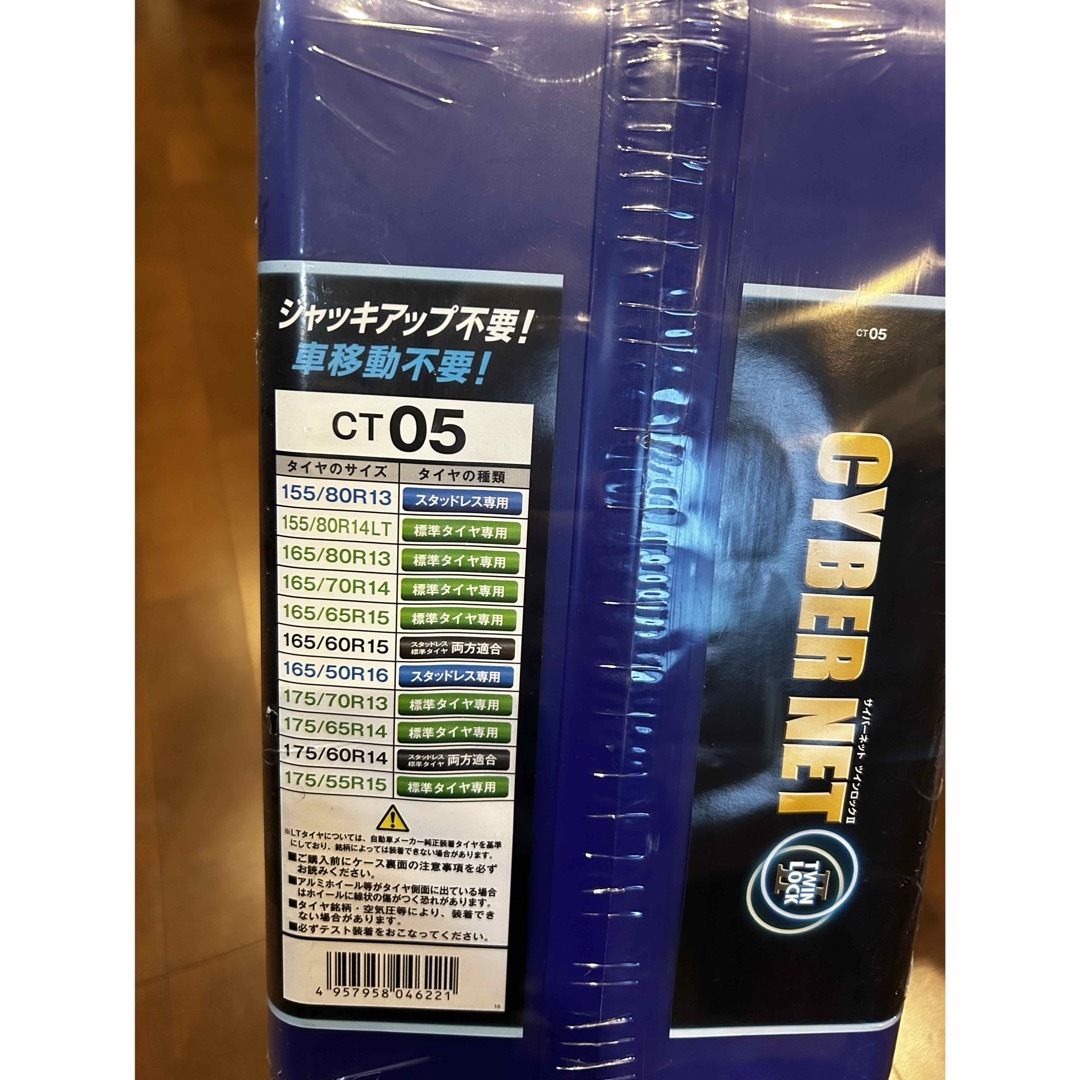 ジャッキアップ不要!
車移動不要!
CT 05
タイヤのサイズ タイヤの種類
155/80R13 スタッドレス専用
155/80R14LT 標準タイヤ専用
165/80R13 標準タイヤ専用
165/70R14 標準タイヤ専用
165/65R15 標準タイヤ専用
165/60R15 スタッドレス 標準タイヤ 両方適合
165/50R16 スタッドレス専用
175/70R13 標準タイヤ専用
175/65R14 標準タイヤ専用
175/60R14 スタッドレス 標準タイヤ 両方適合
175/55R15 標準タイヤ専用
※LTタイヤについては、自動車メーカー純正装着タイヤを基準
にしており、銘柄によっては装着できない場合があります。
■ご購入前にケース裏面の注意事項を必ず
お読みください。
■アルミホイール等がタイヤ側面に出ている場合
はホイールに線状の傷がつく恐れがあります。
■タイヤ銘柄・空気圧等により、装着でき
ない場合があります。
■必ずテスト装着をおこなってください。
4 957958 046221
CT05
CYBER NET
サイバーネット ツインロックII
TWIN
LOCK
II